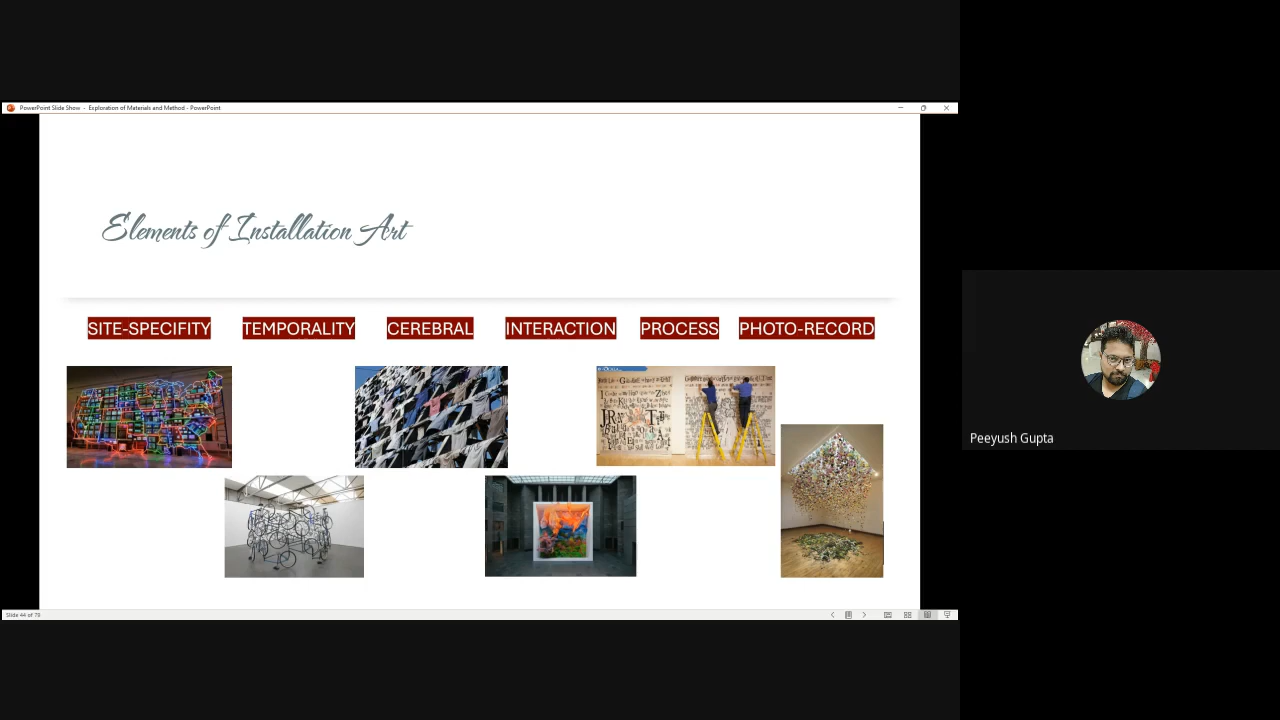 PowerPoint Slide Show - Exploration of Materials and Method - PowerPoint
Elements of Installation Art
SITE-SPECIFITY TEMPORALITY CEREBRAL INTERACTION PROCESS PHOTO-RECORD
Peeyush Gupta
Slide 44 of 79